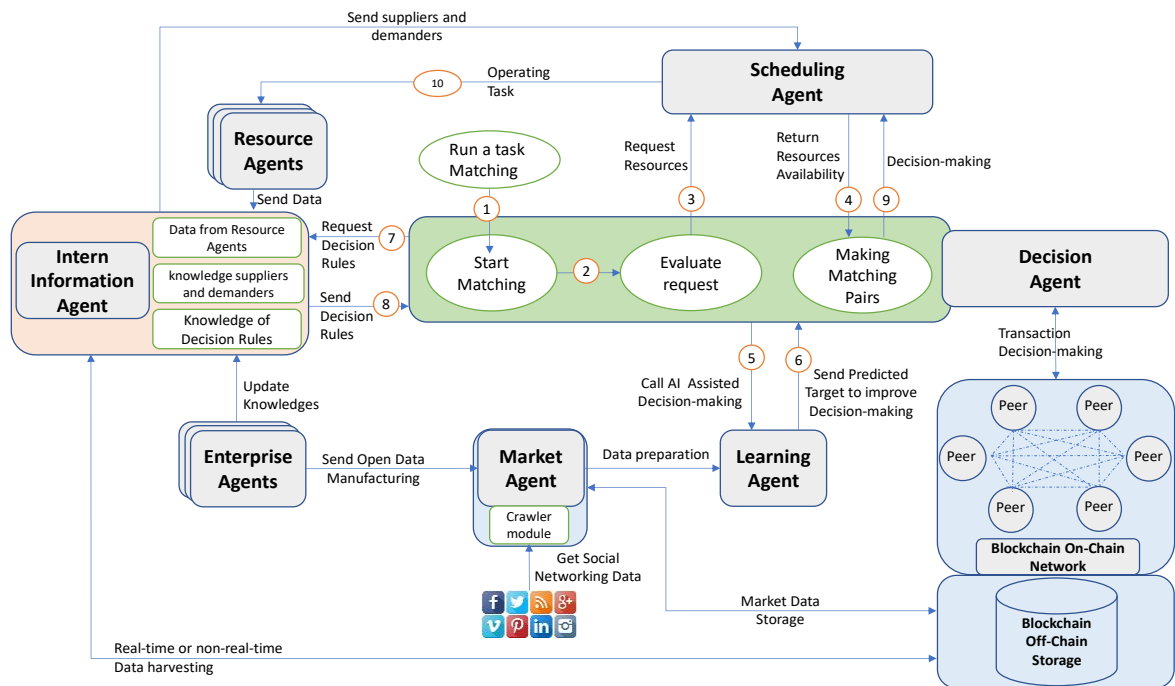 Send suppliers and
demanders
Scheduling
Agent
10
Operating
Task
Resource
Agents
Run a task
Matching
Request
Resources
Return
Resources
Availability
Decision-making
Send Data
1
3
4
9
Data from Resource
Agents
Request
Decision
Rules
7
Intern
Information
Agent
knowledge suppliers
and demanders
Start
Matching
2
Evaluate
request
Making
Matching
Pairs
Decision
Agent
Send
Decision
Rules
8
Knowledge of
Decision Rules
Transaction
Decision-making
5
6
Update
Knowledges
Call AI Assisted
Decision-making
Send Predicted
Target to improve
Decision-making
Peer
Peer
Peer
Peer
Peer
Peer
Enterprise
Agents
Send Open Data
Manufacturing
Market
Agent
Data preparation
Learning
Agent
Crawler
module
Blockchain On-Chain
Network
Get Social
Networking Data
f
g+
v
in
Market Data
Storage
Blockchain
Off-Chain
Storage
Real-time or non-real-time
Data harvesting